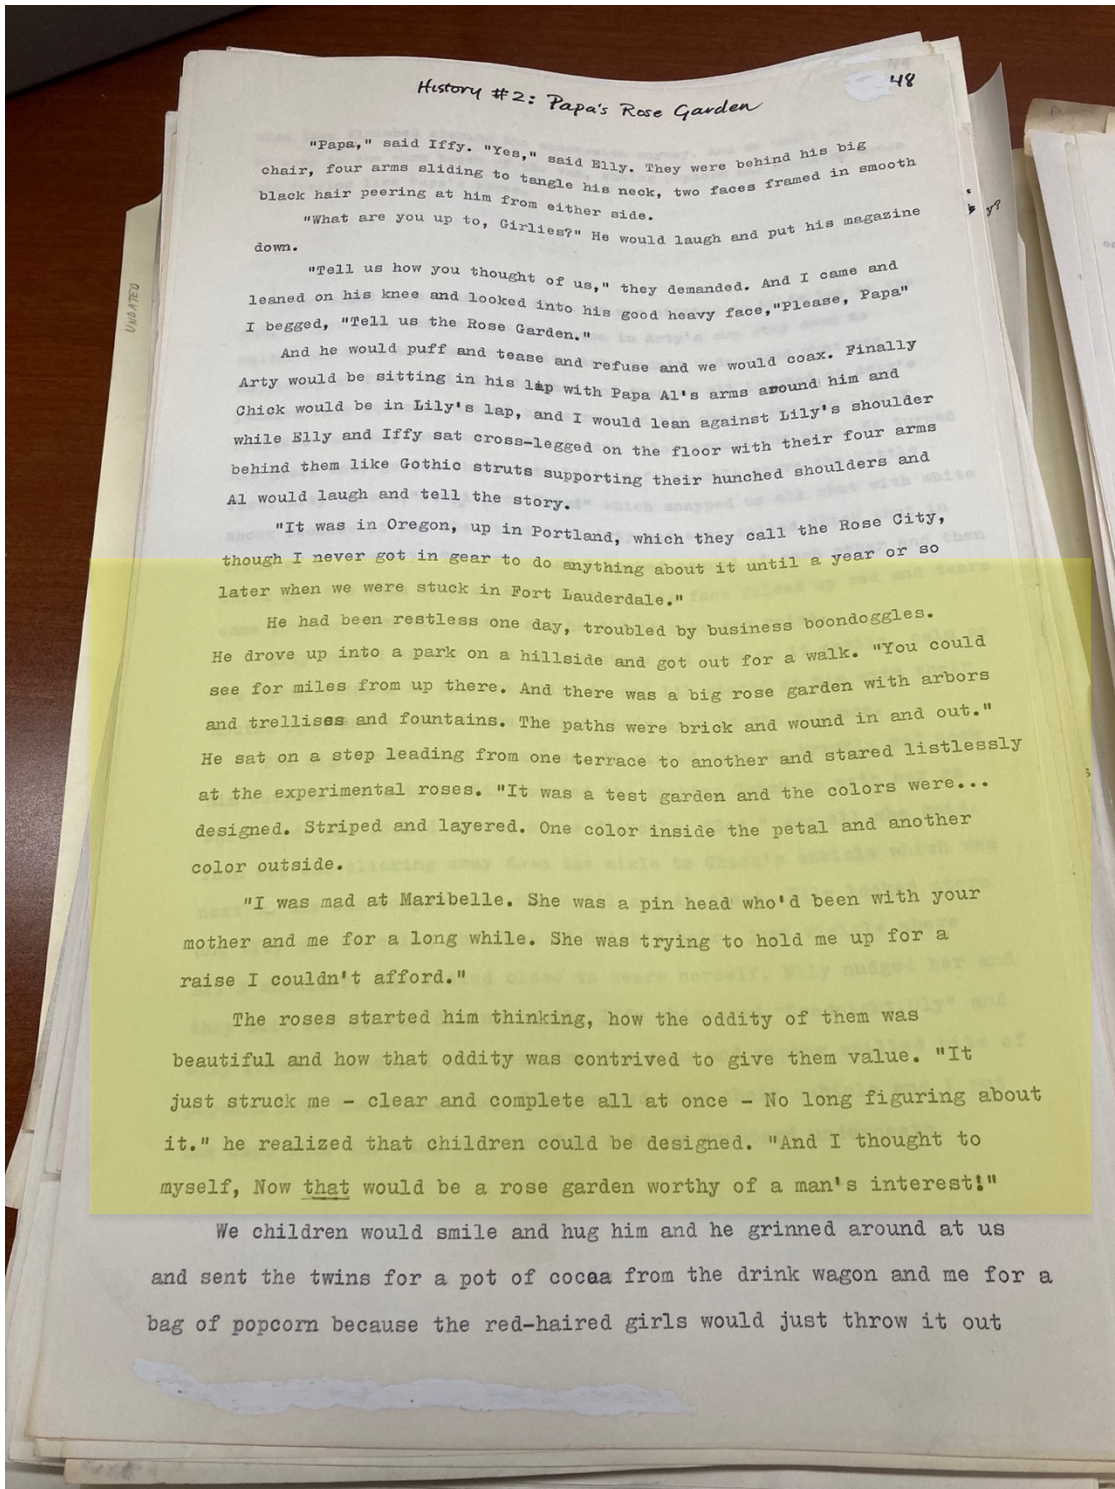 History #2: Papa's Rose Garden
48
"Papa," said Iffy. "Yes," said Elly. They were behind his big
chair, four arms sliding to tangle his neck, two faces framed in smooth
black hair peering at him from either side.
"What are you up to, Girlies?" He would laugh and put his magazine
down.
"Tell us how you thought of us," they demanded. And I came and
leaned on his knee and looked into his good heavy face,"Please, Papa"
I begged, "Tell us the Rose Garden."
And he would puff and tease and refuse and we would coax. Finally
Arty would be sitting in his lap with Papa Al's arms around him and
Chick would be in Lily's lap, and I would lean against Lily's shoulder
while Elly and Iffy sat cross-legged on the floor with their four arms
behind them like Gothic struts supporting their hunched shoulders and
Al would laugh and tell the story.
"It was in Oregon, up in Portland, which they call the Rose City,
though I never got in gear to do anything about it until a year or so
later when we were stuck in Fort Lauderdale."
He had been restless one day, troubled by business boondoggles.
He drove up into a park on a hillside and got out for a walk. "You could
see for miles from up there. And there was a big rose garden with arbors
and trellises and fountains. The paths were brick and wound in and out."
He sat on a step leading from one terrace to another and stared listlessly
at the experimental roses. "It was a test garden and the colors were...
designed. Striped and layered. One color inside the petal and another
color outside.
"I was mad at Maribelle. She was a pin head who'd been with your
mother and me for a long while. She was trying to hold me up for a
raise I couldn't afford."
The roses started him thinking, how the oddity of them was
beautiful and how that oddity was contrived to give them value. "It
just struck me - clear and complete all at once - No long figuring about
it." he realized that children could be designed. "And I thought to
myself, Now that would be a rose garden worthy of a man's interest!"
We children would smile and hug him and he grinned around at us
and sent the twins for a pot of cocoa from the drink wagon and me for a
bag of popcorn because the red-haired girls would just throw it out
UNDATED
y?